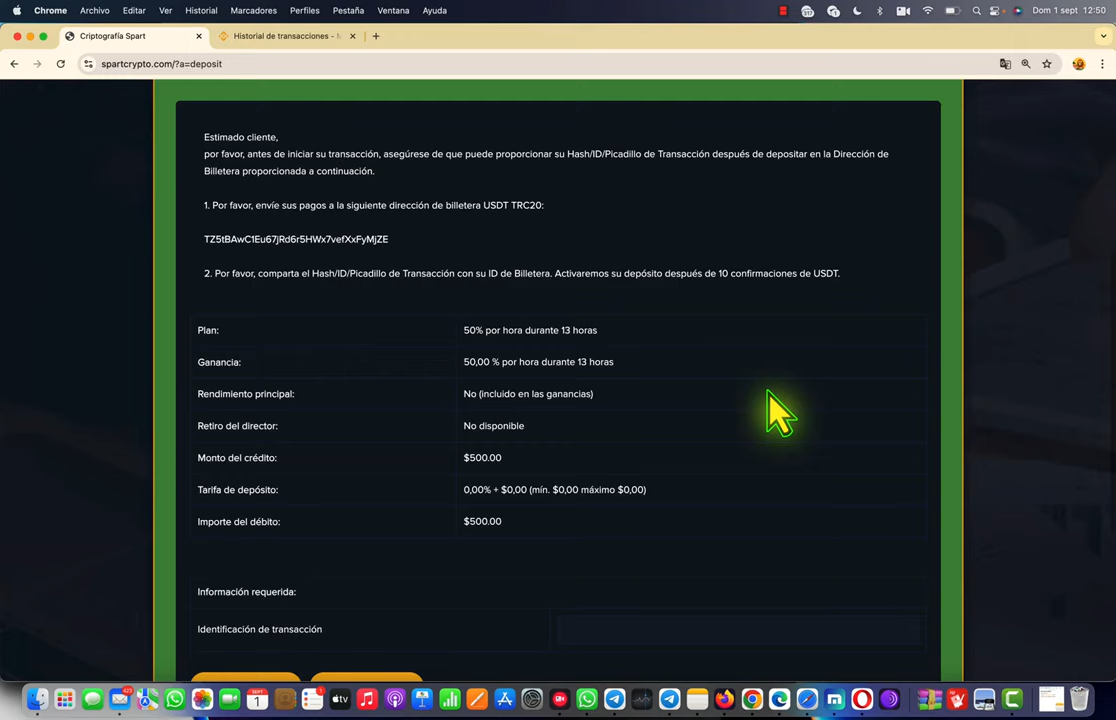 Chrome Archivo Editar Ver Historial Marcadores Perfiles Pestaña Ventana Ayuda Dom 1 sept 12:50
Criptografía Spart
Historial de transacciones -
spartcrypto.com/?a=deposit
Estimado cliente,
por favor, antes de iniciar su transacción, asegúrese de que puede proporcionar su Hash/ID/Picadillo de Transacción después de depositar en la Dirección de
Billetera proporcionada a continuación.
1. Por favor, envíe sus pagos a la siguiente dirección de billetera USDT TRC20:
TZ5tBAwC1Eu67jRd6r5HWx7vefXxFyMjZE
2. Por favor, comparta el Hash/ID/Picadillo de Transacción con su ID de Billetera. Activaremos su depósito después de 10 confirmaciones de USDT.
Plan: 50% por hora durante 13 horas
Ganancia: 50,00 % por hora durante 13 horas
Rendimiento principal: No (incluido en las ganancias)
Retiro del director: No disponible
Monto del crédito: $500.00
Tarifa de depósito: 0,00% + $0,00 (mín. $0,00 máximo $0,00)
Importe del débito: $500.00
Información requerida:
Identificación de transacción